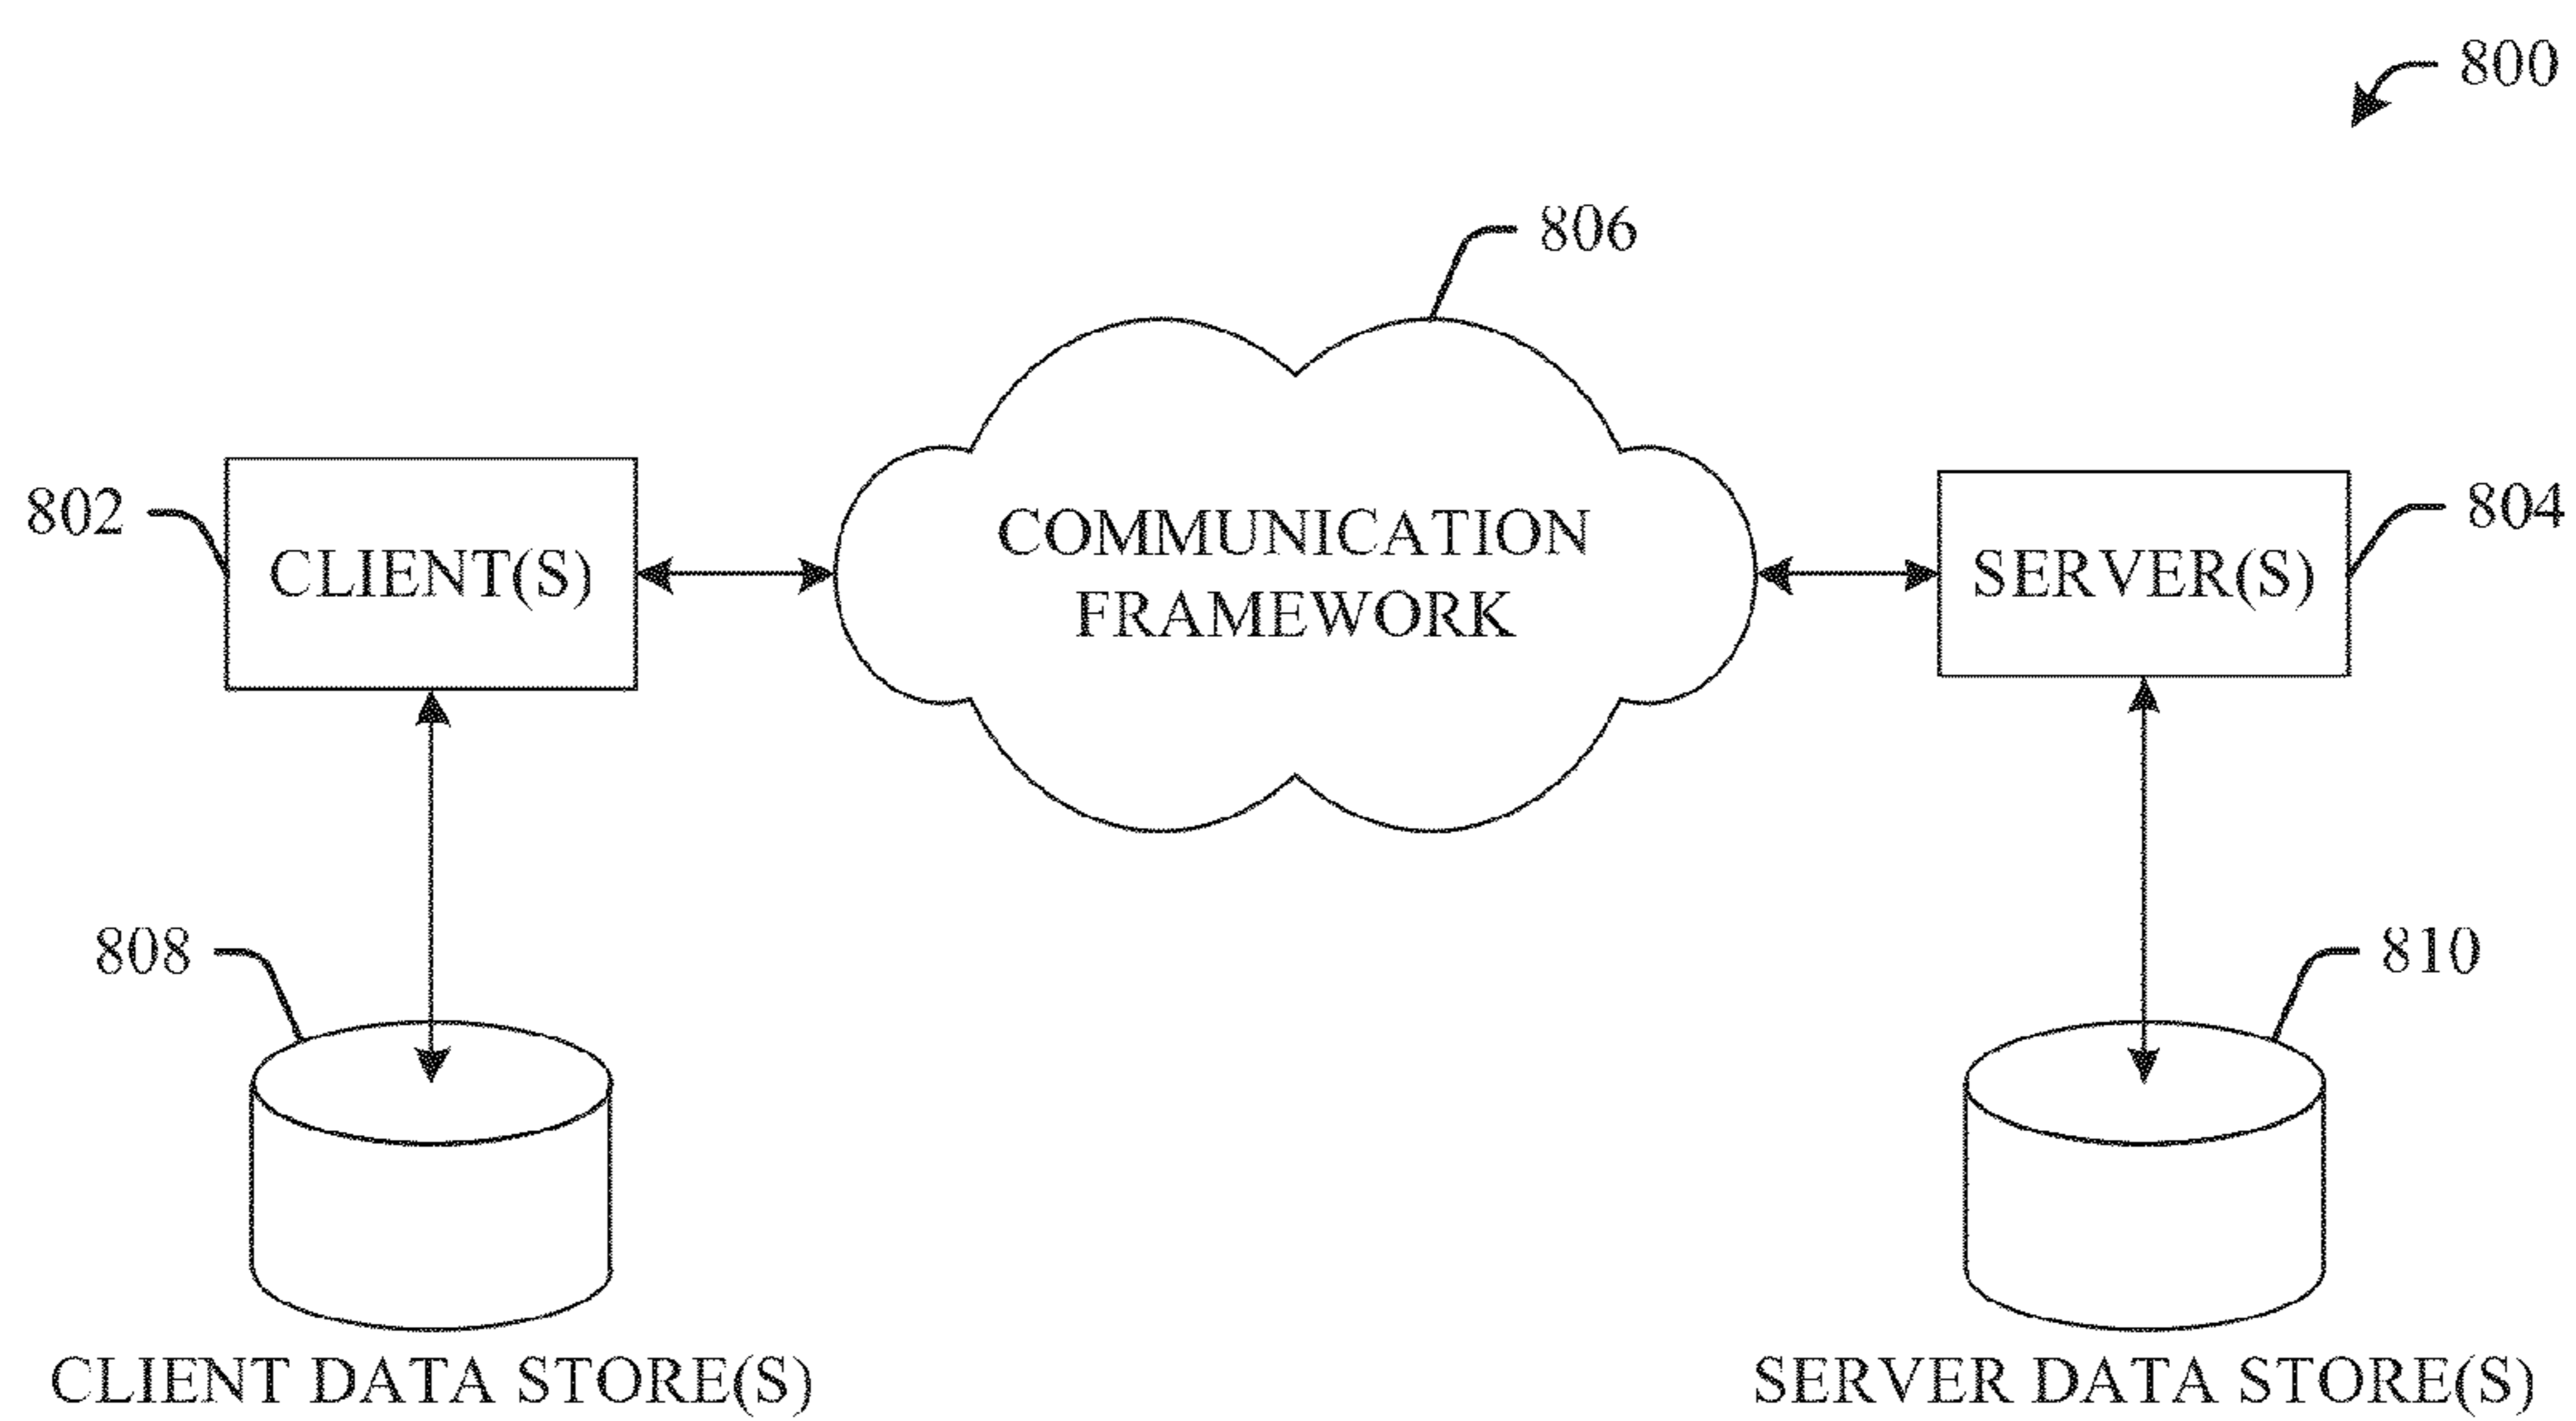 800
806
802
CLIENT(S)
COMMUNICATION
FRAMEWORK
SERVER(S)
804
808
810
CLIENT DATA STORE(S)
SERVER DATA STORE(S)